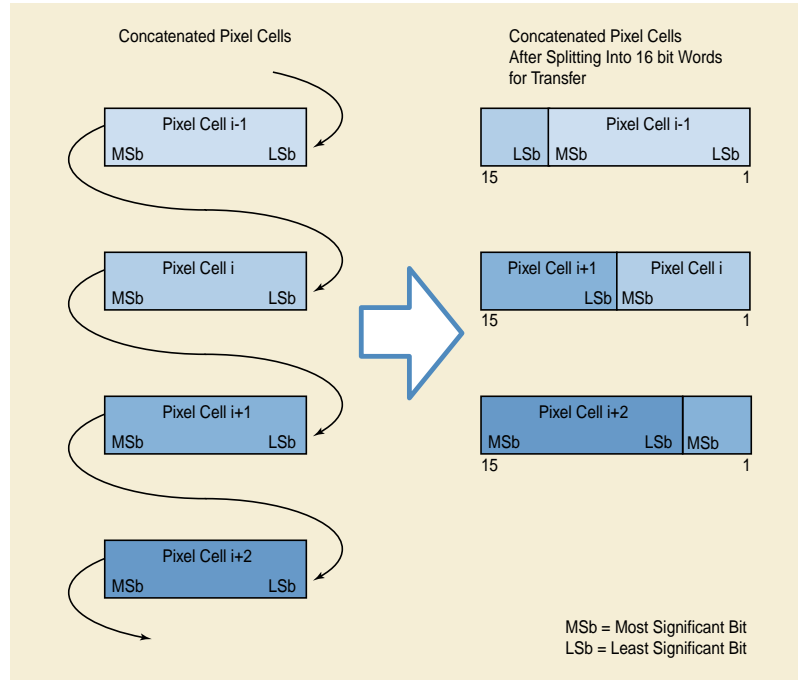 Concatenated Pixel Cells
Pixel Cell i-1
MSb LSb
Pixel Cell i
MSb LSb
Pixel Cell i+1
MSb LSb
Pixel Cell i+2
MSb LSb
Concatenated Pixel Cells
After Splitting Into 16 bit Words
for Transfer
Pixel Cell i-1
LSb MSb LSb
15 1
Pixel Cell i+1 Pixel Cell i
LSb MSb
15 1
Pixel Cell i+2
MSb LSb MSb
15 1
MSb = Most Significant Bit
LSb = Least Significant Bit